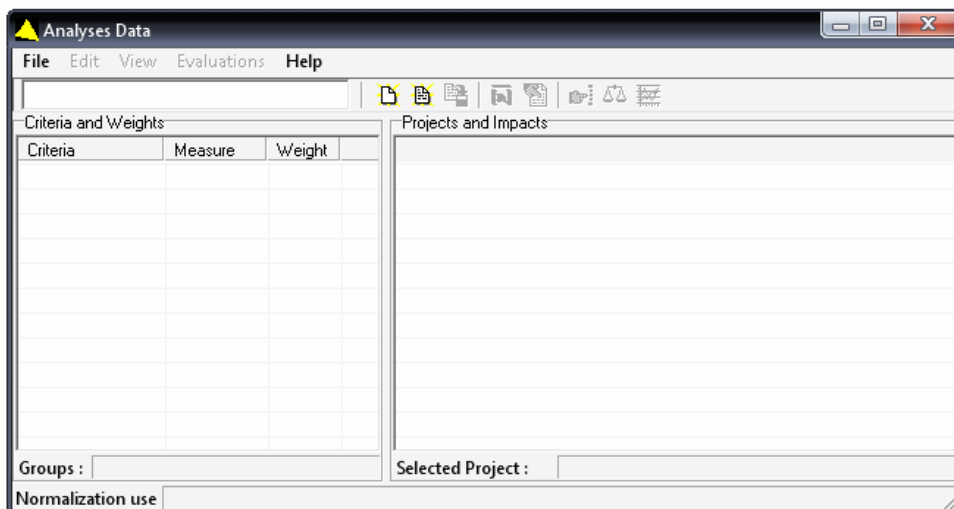 Analyses Data
File Edit View Evaluations Help
Criteria and Weights
Projects and Impacts
Criteria Measure Weight
Groups :
Selected Project :
Normalization use